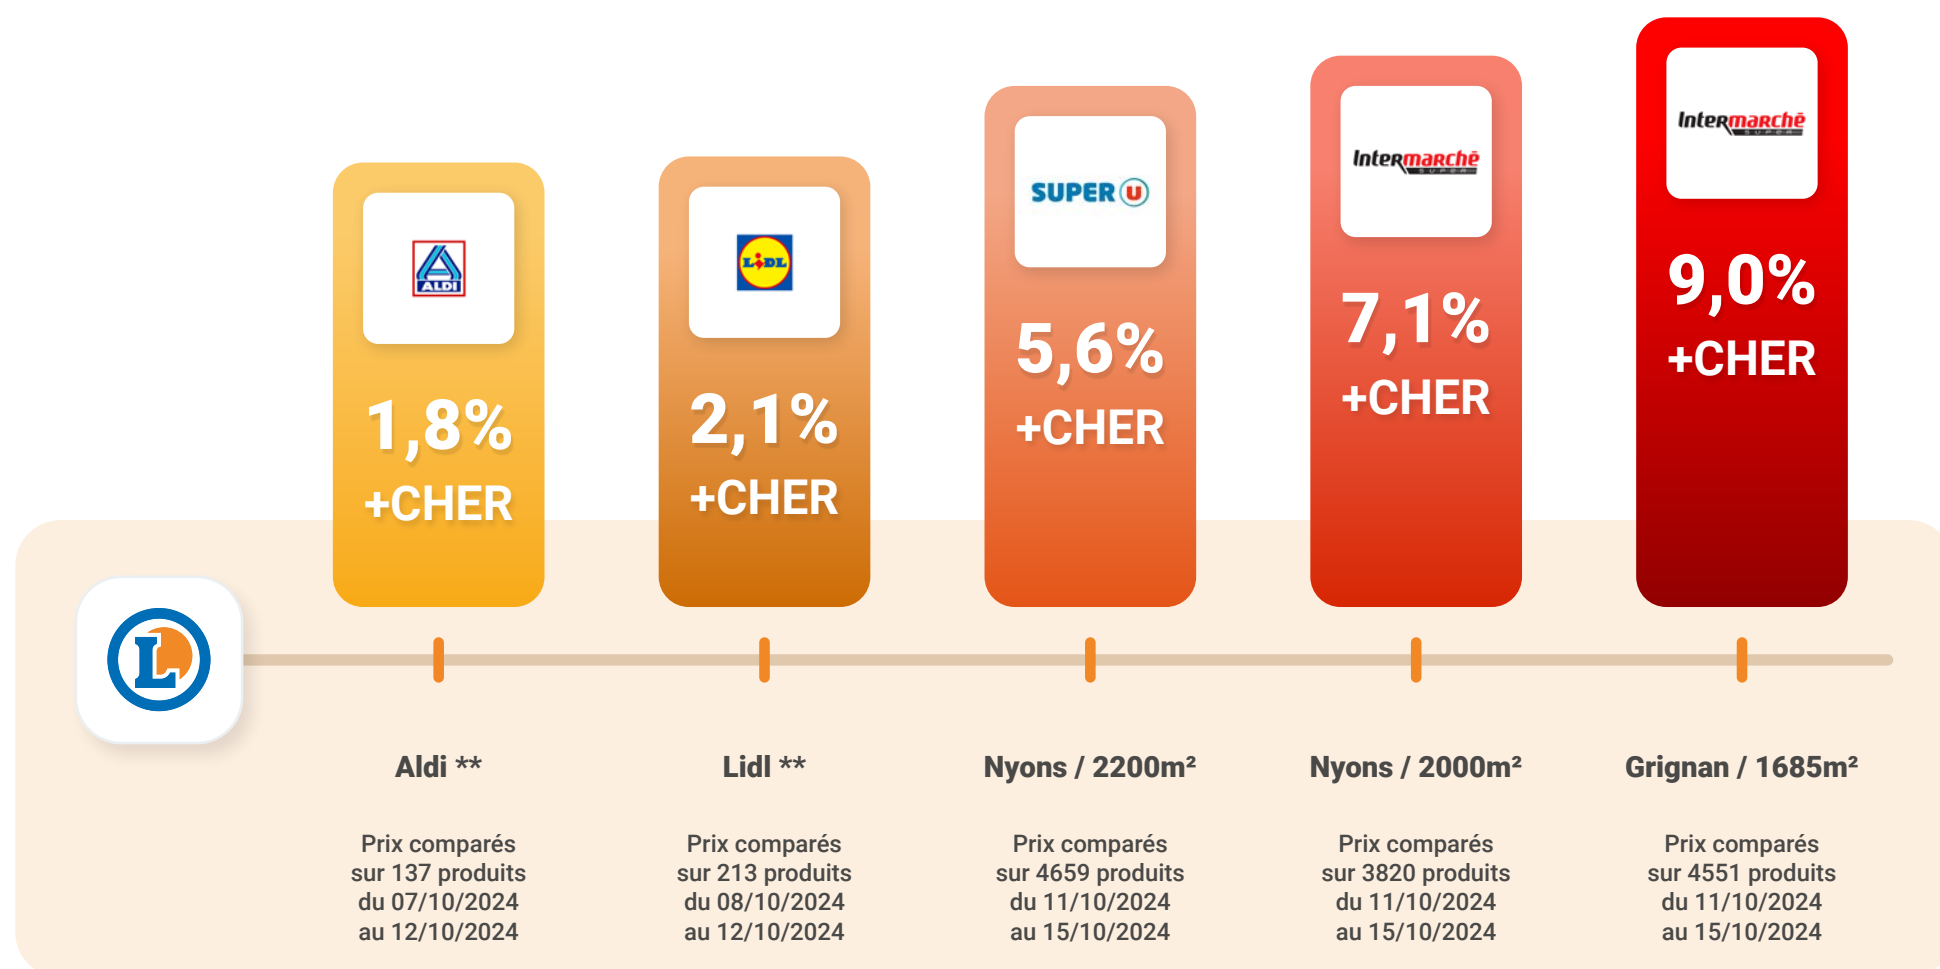 ALDI
1,8%
+CHER
LIDL
2,1%
+CHER
SUPER U
5,6%
+CHER
Intermarchē
SUPER
7,1%
+CHER
Intermarchē
SUPER
9,0%
+CHER
L
Aldi **
Prix comparés
sur 137 produits
du 07/10/2024
au 12/10/2024
Lidl **
Prix comparés
sur 213 produits
du 08/10/2024
au 12/10/2024
Nyons / 2200m²
Prix comparés
sur 4659 produits
du 11/10/2024
au 15/10/2024
Nyons / 2000m²
Prix comparés
sur 3820 produits
du 11/10/2024
au 15/10/2024
Grignan / 1685m²
Prix comparés
sur 4551 produits
du 11/10/2024
au 15/10/2024